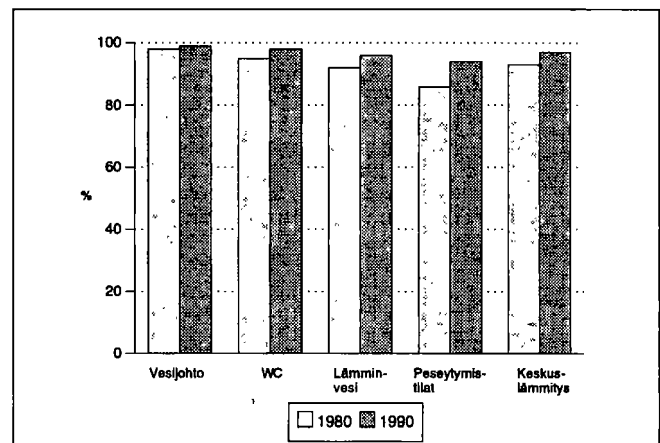 100
80
60
%
40
20
0
Vesijohto WC Lämmin-
vesi Peseytymis-
tilat Keskus-
lämmitys
1980 1990